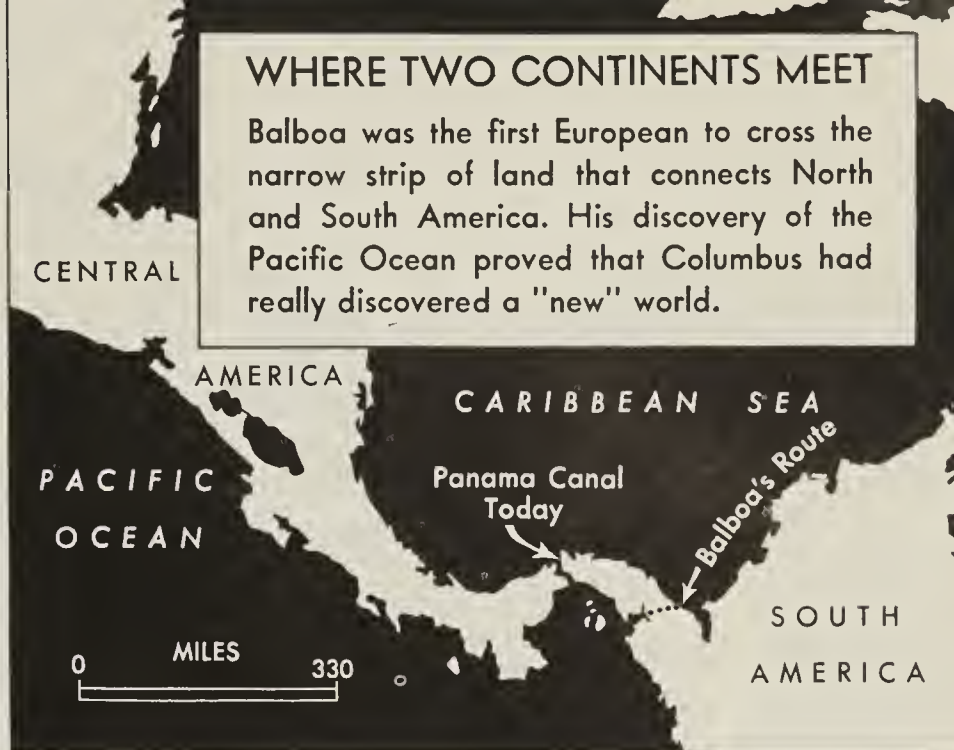 WHERE TWO CONTINENTS MEET
Balboa was the first European to cross the
narrow strip of land that connects North
and South America. His discovery of the
Pacific Ocean proved that Columbus had
really discovered a "new" world.
CENTRAL
AMERICA
CARIBBEAN SEA
PACIFIC
OCEAN
Panama Canal
Today
Balboa's Route
SOUTH
AMERICA
MILES
0 330